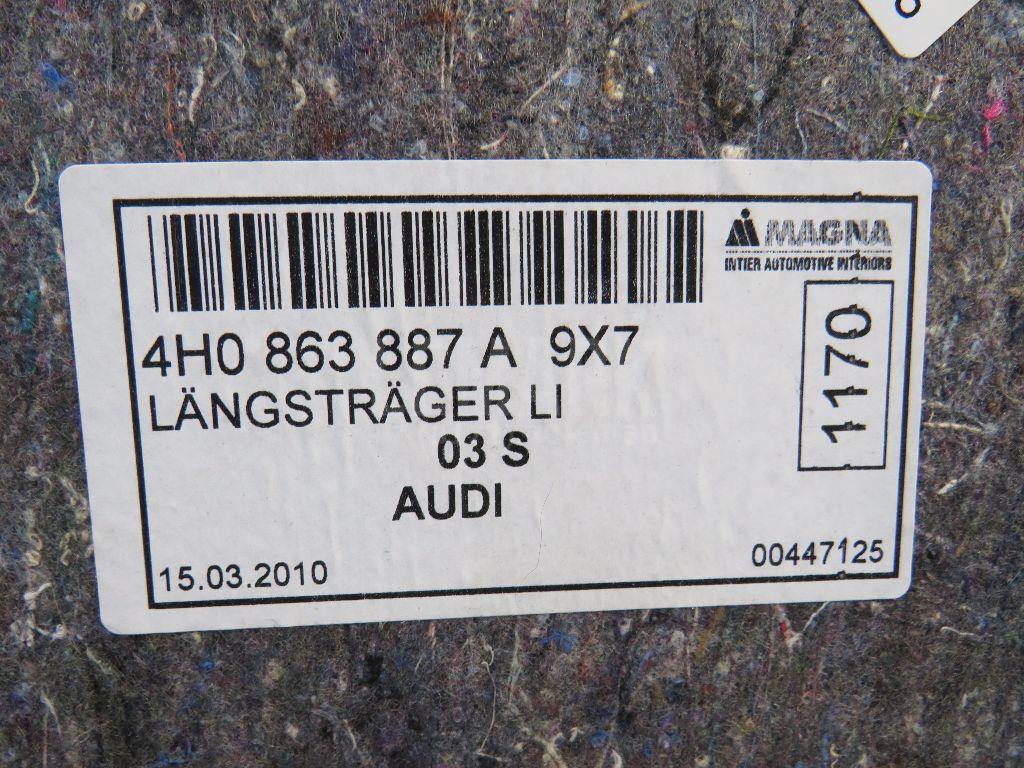 MAGNA
INTIER AUTOMOTIVE INTERIORS
4H0 863 887 A 9X7
LÄNGSTRÄGER LI
03 S
AUDI
1170
15.03.2010
00447125